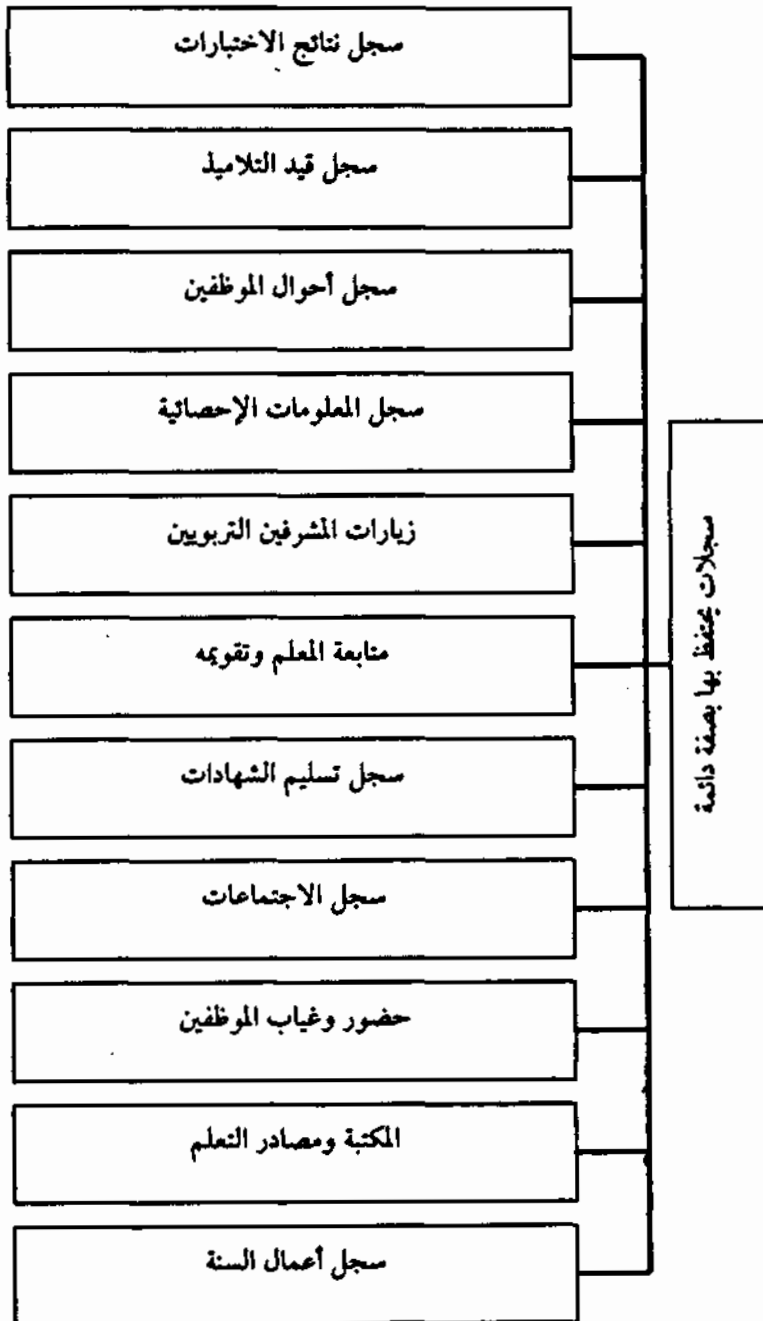 سجلات يحتفظ بها بصفة دائمة
سجل نتائج الاختبارات
سجل قيد التلاميذ
سجل أحوال الموظفين
سجل المعلومات الإحصائية
زيارات المشرفين التربويين
متابعة المعلم وتقويمه
سجل تسليم الشهادات
سجل الاجتماعات
حضور وغياب الموظفين
المكتبة ومصادر التعلم
سجل أعمال السنة